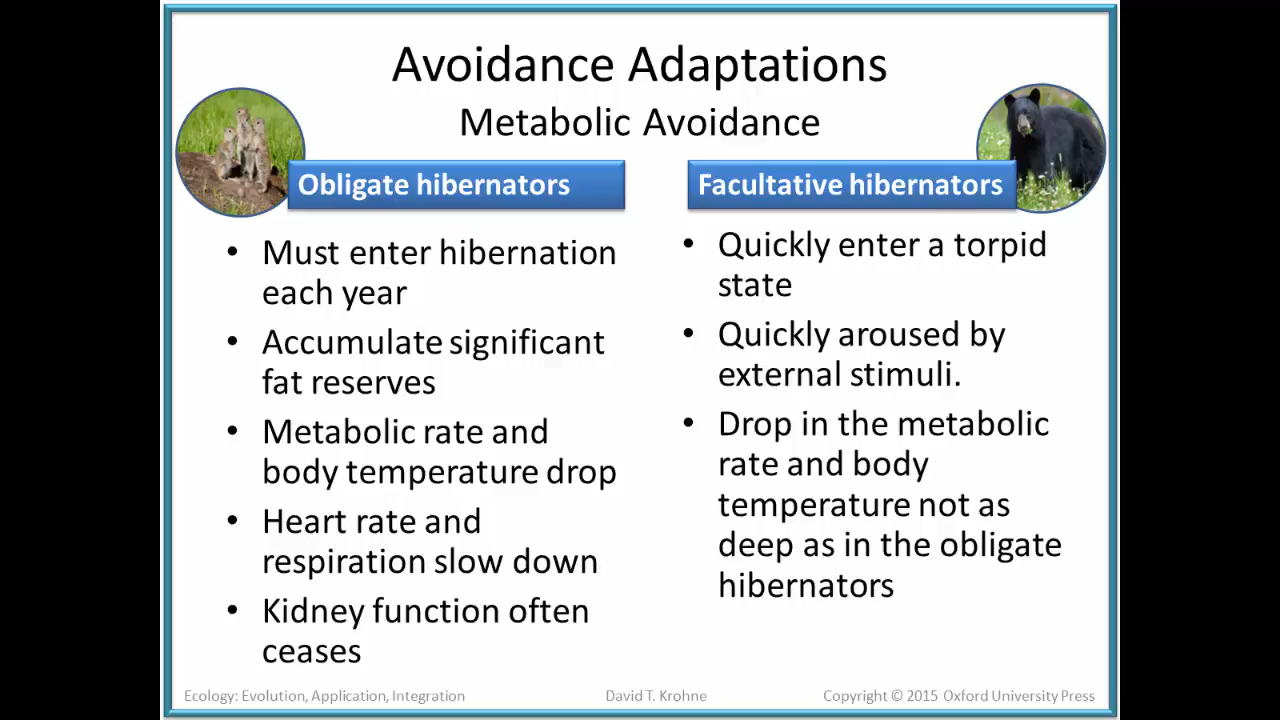 Avoidance Adaptations
Metabolic Avoidance
Obligate hibernators
• Must enter hibernation
each year
• Accumulate significant
fat reserves
• Metabolic rate and
body temperature drop
• Heart rate and
respiration slow down
• Kidney function often
ceases
Facultative hibernators
• Quickly enter a torpid
state
• Quickly aroused by
external stimuli.
• Drop in the metabolic
rate and body
temperature not as
deep as in the obligate
hibernators
Ecology: Evolution, Application, Integration
David T. Krohne
Copyright © 2015 Oxford University Press